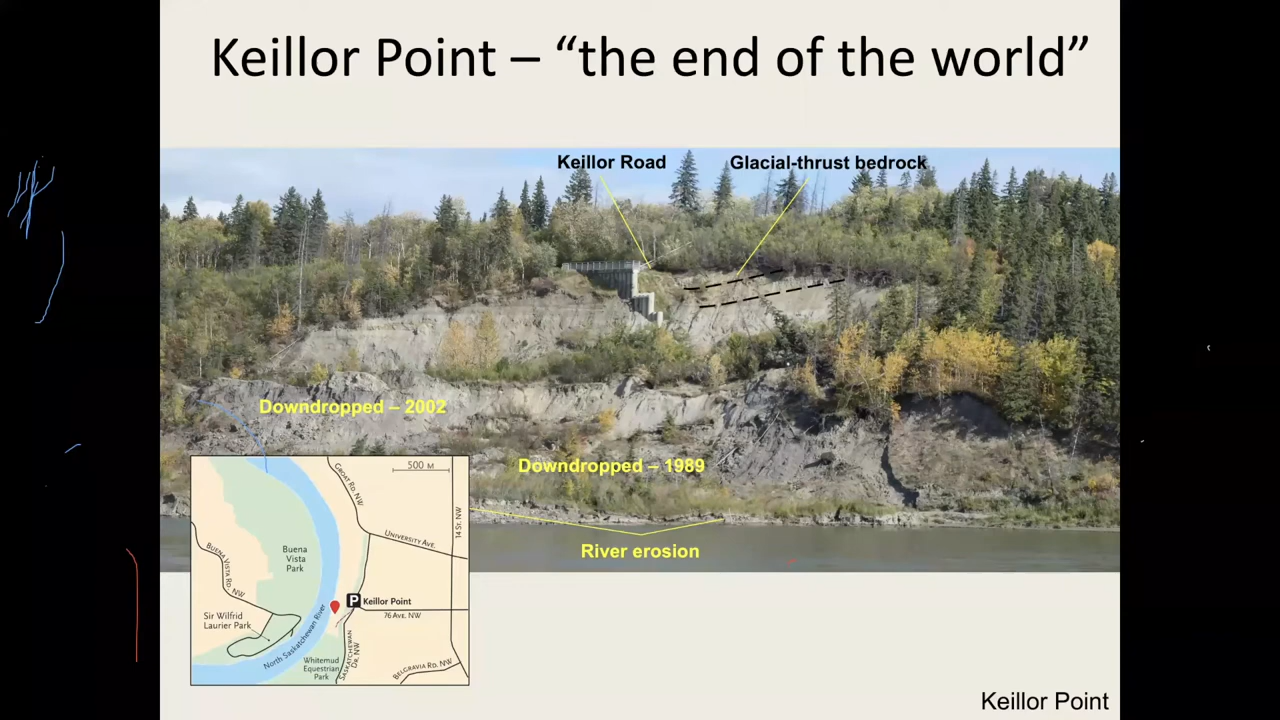 Keillor Point – “the end of the world”
Keillor Road
Glacial-thrust bedrock
Downdropped – 2002
Downdropped – 1989
River erosion
500 M
GROAT RD. NW
14 St. NW
UNIVERSITY AVE.
Buena
Vista
Park
BUENA VISTA RD. NW
P Keillor Point
76 AVE. NW
Sir Wilfrid
Laurier Park
North Saskatchewan River
SASKATCHEWAN
DR. NW
Whitemud
Equestrian
Park
BELGRAVIA RD. NW
Keillor Point